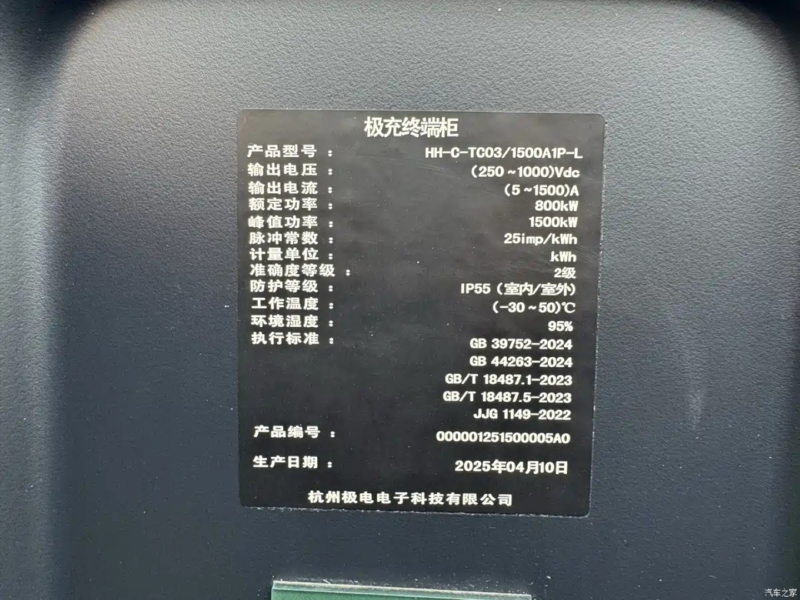 极充终端柜
产品型号： HH-C-TC03/1500A1P-L
输出电压： (250～1000)Vdc
输出电流： (5～1500)A
额定功率： 800kW
峰值功率： 1500kW
脉冲常数： 25imp/kWh
计量单位： kWh
准确度等级： 2级
防护等级： IP55（室内/室外）
工作温度： (-30～50)℃
环境湿度： 95%
执行标准： GB 39752-2024
GB 44263-2024
GB/T 18487.1-2023
GB/T 18487.5-2023
JJG 1149-2022
产品编号： 000001251500005A0
生产日期： 2025年04月10日
杭州极电电子科技有限公司
汽车之家